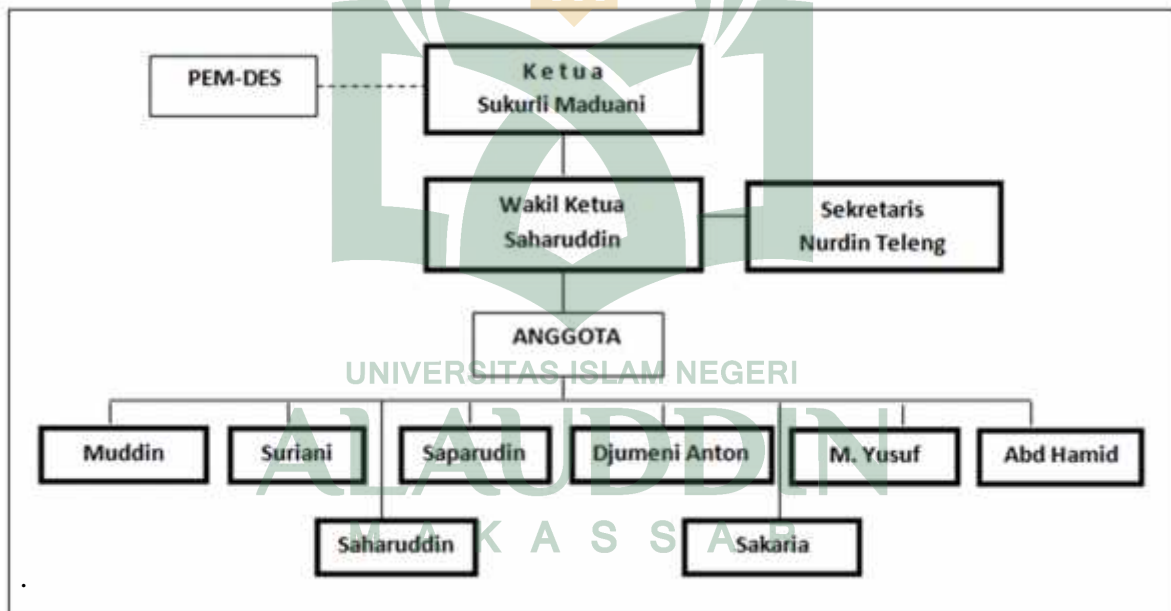 PEM-DES
K e t u a
Sukurli Maduani
Wakil Ketua
Saharuddin
Sekretaris
Nurdin Teleng
ANGGOTA
UNIVERSITAS ISLAM NEGERI
ALAUDDIN
MAKASSAR
Muddin
Suriani
Saparudin
Djumeni Anton
M. Yusuf
Abd Hamid
Saharuddin
Sakaria
.